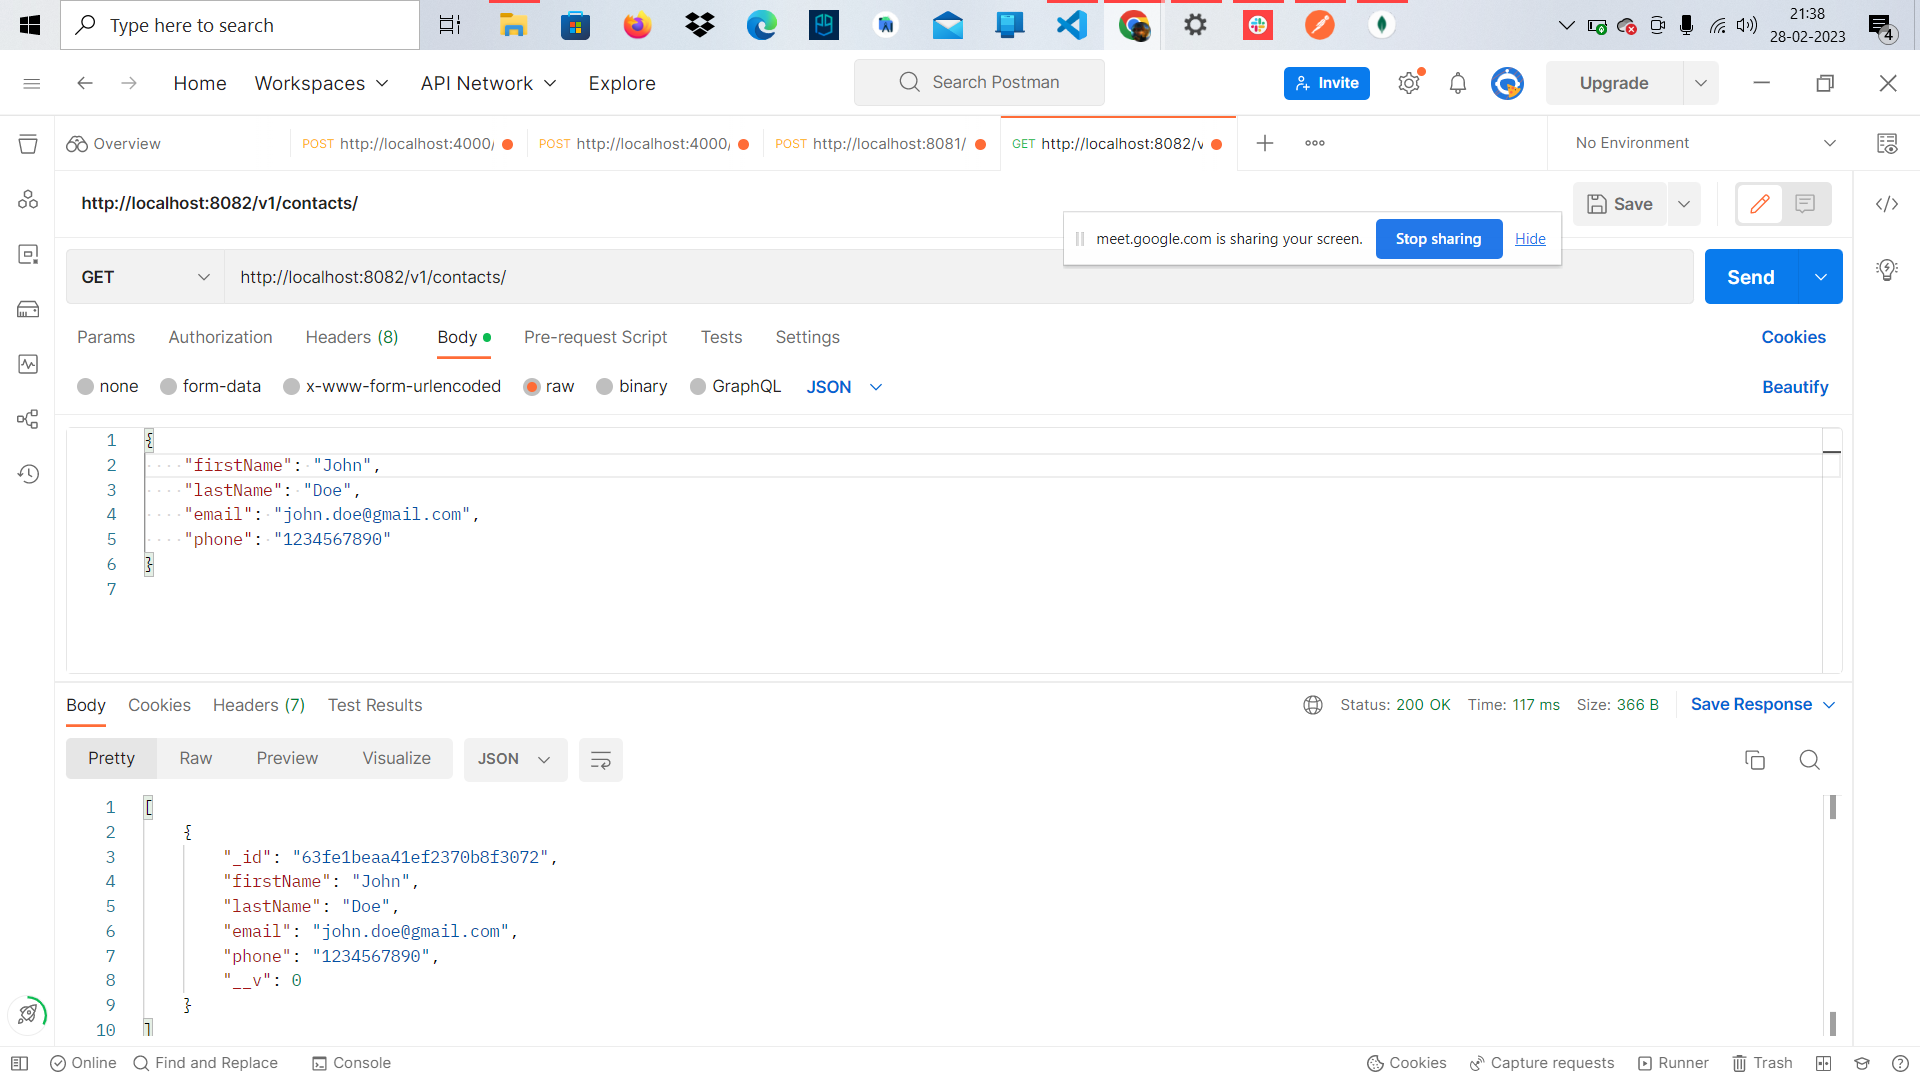 Type here to search
21:38
28-02-2023
4
Home Workspaces API Network Explore
Search Postman
Invite
Upgrade
Overview
POST http://localhost:4000/
POST http://localhost:4000/
POST http://localhost:8081/
GET http://localhost:8082/v
No Environment
http://localhost:8082/v1/contacts/
Save
meet.google.com is sharing your screen. Stop sharing Hide
GET http://localhost:8082/v1/contacts/
Send
Params Authorization Headers (8) Body Pre-request Script Tests Settings
Cookies
none form-data x-www-form-urlencoded raw binary GraphQL JSON
Beautify
1 {
2 "firstName": "John",
3 "lastName": "Doe",
4 "email": "john.doe@gmail.com",
5 "phone": "1234567890"
6 }
7
Body Cookies Headers (7) Test Results
Status: 200 OK Time: 117 ms Size: 366 B
Save Response
Pretty Raw Preview Visualize JSON
1 [
2 {
3 "_id": "63fe1beaa41ef2370b8f3072",
4 "firstName": "John",
5 "lastName": "Doe",
6 "email": "john.doe@gmail.com",
7 "phone": "1234567890",
8 "__v": 0
9 }
10 ]
Online Find and Replace Console
Cookies Capture requests Runner Trash